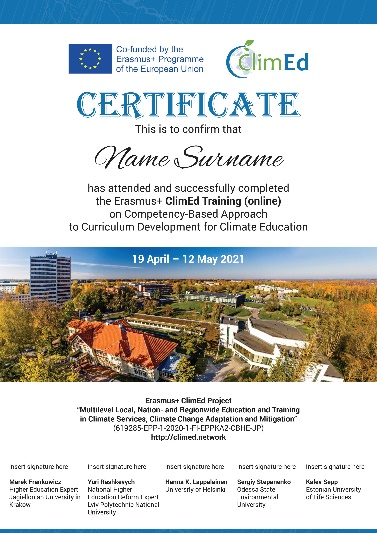 Co-funded by the
Erasmus+ Programme
of the European Union
ClimEd
CERTIFICATE
This is to confirm that
Name Surname
has attended and successfully completed
the Erasmus+ ClimEd Training (online)
on Competency-Based Approach
to Curriculum Development for Climate Education
19 April – 12 May 2021
Erasmus+ ClimEd Project
"Multilevel Local, Nation- and Regionwide Education and Training
in Climate Services, Climate Change Adaptation and Mitigation"
(619285-EPP-1-2020-1-FI-EPPKA2-CBHE-JP)
http://climed.network
Insert signature here
Marek Frankowicz
Higher Education Expert
Jagiellonian University in
Krakow
Insert signature here
Yuri Rashkevych
National Higher
Education Reform Expert
Lviv Polytechnic National
University
Insert signature here
Hanna K. Lappalainen
University of Helsinki
Insert signature here
Sergiy Stepanenko
Odessa State
Environmental
University
Insert signature here
Kalev Sepp
Estonian University
of Life Sciences